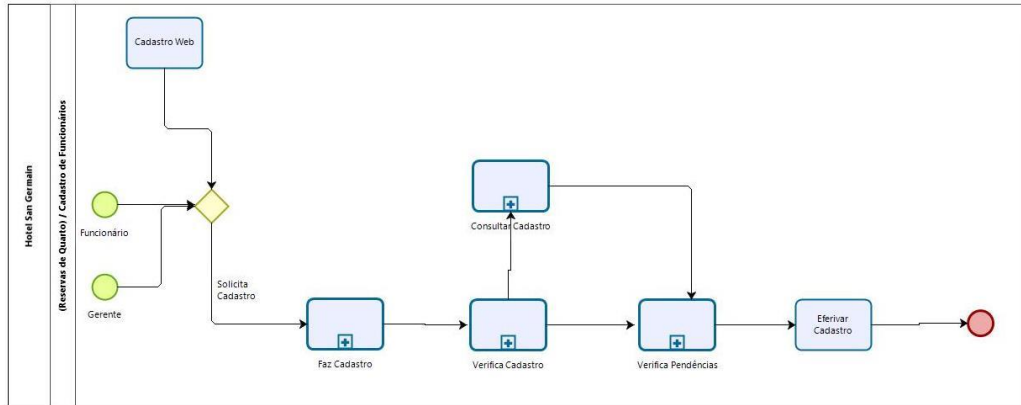 Hotel San Germain
(Reservas de Quarto) / Cadastro de Funcionários
Cadastro Web
Funcionário
Gerente
Solicita
Cadastro
Faz Cadastro
Verifica Cadastro
Consultar Cadastro
Verifica Pendências
Eferivar
Cadastro